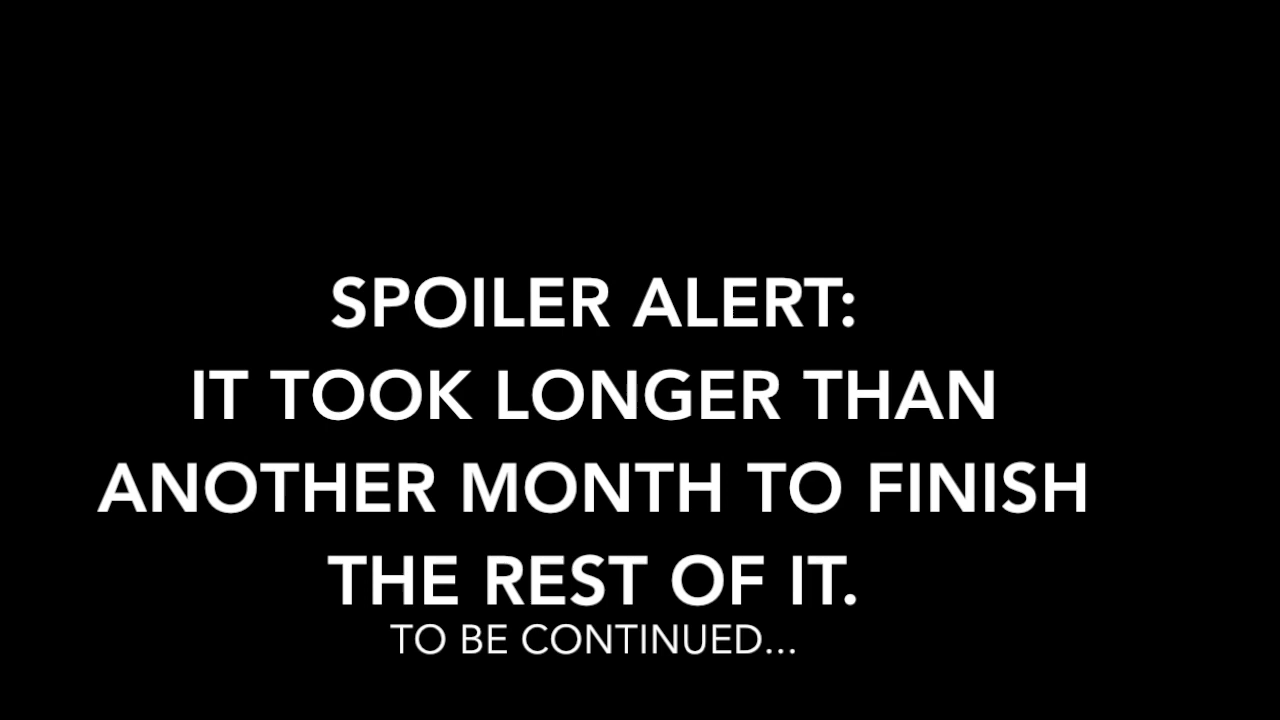 SPOILER ALERT:
IT TOOK LONGER THAN
ANOTHER MONTH TO FINISH
THE REST OF IT.
TO BE CONTINUED...